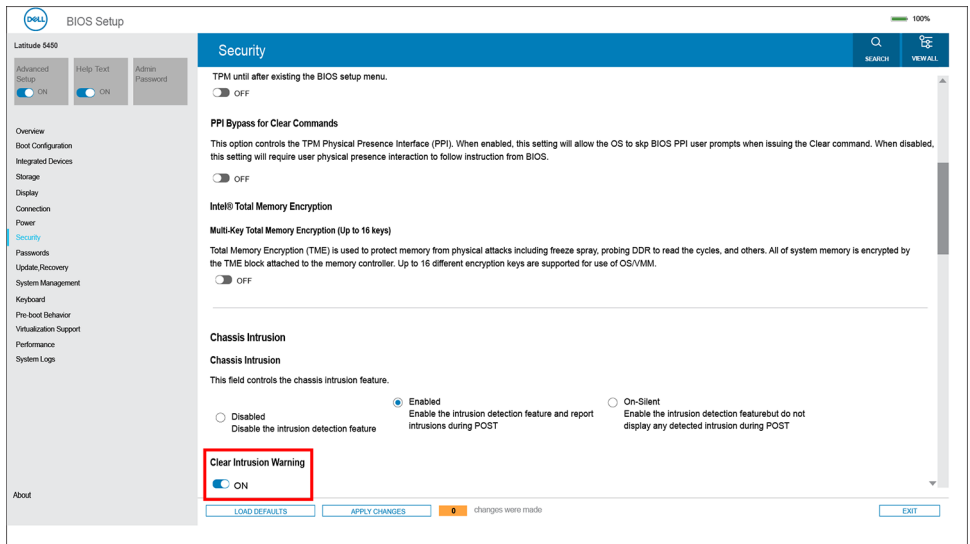 DELL
BIOS Setup
100%
Latitude 5450
Advanced
Setup
ON
Help Text
ON
Admin
Password
Security
SEARCH
VIEW ALL
Overview
Boot Configuration
Integrated Devices
Storage
Display
Connection
Power
Security
Passwords
Update,Recovery
System Management
Keyboard
Pre-boot Behavior
Virtualization Support
Performance
System Logs
About
TPM until after existing the BIOS setup menu.
OFF
PPI Bypass for Clear Commands
This option controls the TPM Physical Presence Interface (PPI). When enabled, this setting will allow the OS to skp BIOS PPI user prompts when issuing the Clear command. When disabled,
this setting will require user physical presence interaction to follow instruction from BIOS.
OFF
Intel® Total Memory Encryption
Multi-Key Total Memory Encryption (Up to 16 keys)
Total Memory Encryption (TME) is used to protect memory from physical attacks including freeze spray, probing DDR to read the cycles, and others. All of system memory is encrypted by
the TME block attached to the memory controller. Up to 16 different encryption keys are supported for use of OS/VMM.
OFF
Chassis Intrusion
Chassis Intrusion
This field controls the chassis intrusion feature.
Disabled
Disable the intrusion detection feature
Enabled
Enable the intrusion detection feature and report
intrusions during POST
On-Silent
Enable the intrusion detection featurebut do not
display any detected intrusion during POST
Clear Intrusion Warning
ON
LOAD DEFAULTS
APPLY CHANGES
0
changes were made
EXIT